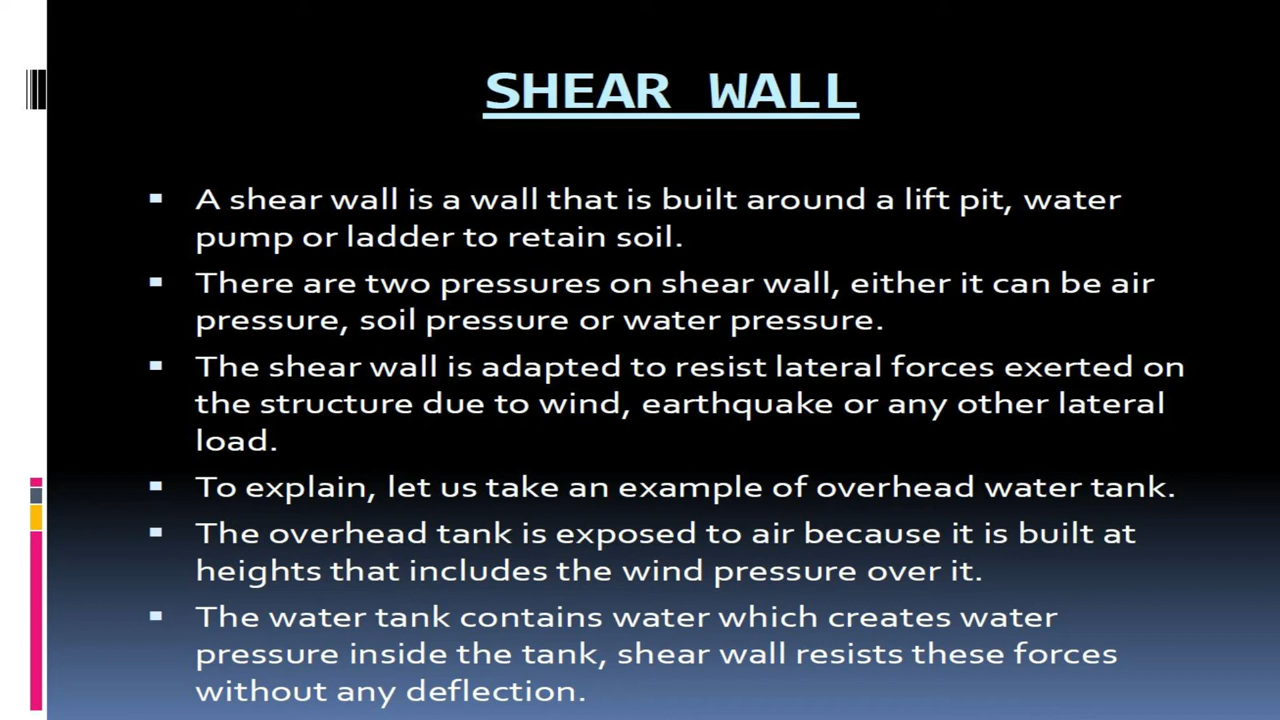 SHEAR WALL
▪ A shear wall is a wall that is built around a lift pit, water
pump or ladder to retain soil.
▪ There are two pressures on shear wall, either it can be air
pressure, soil pressure or water pressure.
▪ The shear wall is adapted to resist lateral forces exerted on
the structure due to wind, earthquake or any other lateral
load.
▪ To explain, let us take an example of overhead water tank.
▪ The overhead tank is exposed to air because it is built at
heights that includes the wind pressure over it.
▪ The water tank contains water which creates water
pressure inside the tank, shear wall resists these forces
without any deflection.